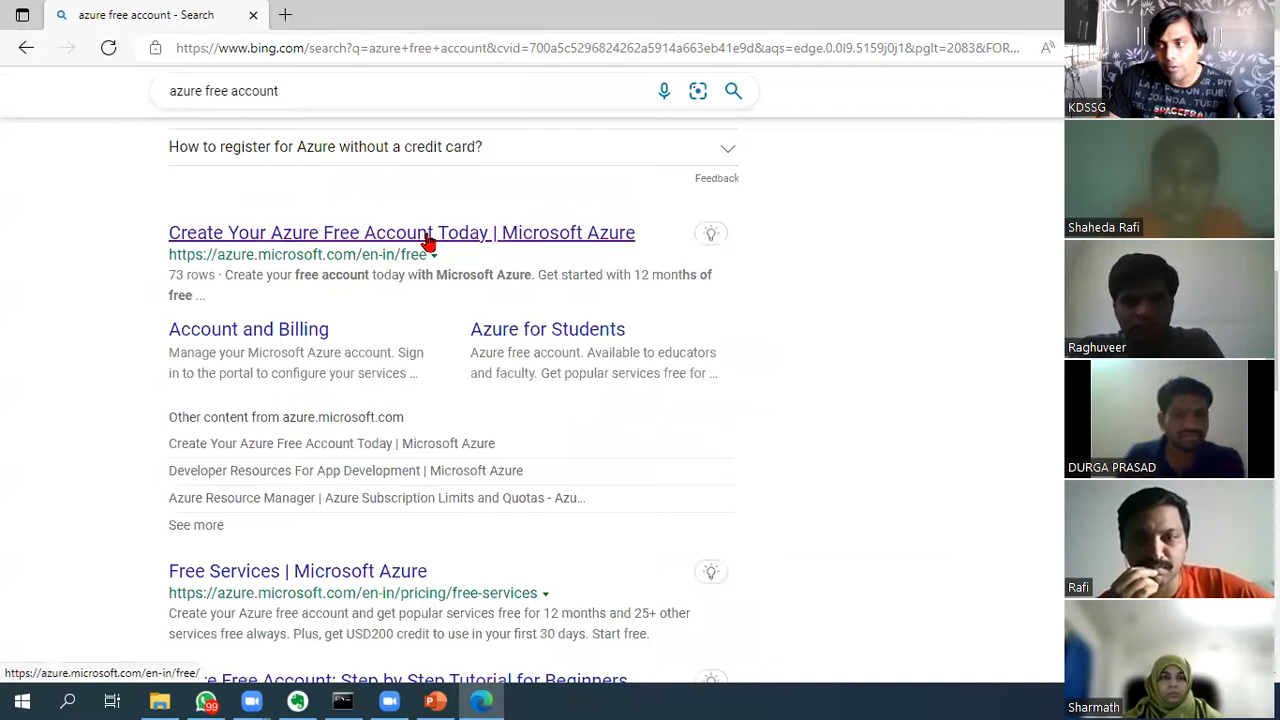 azure free account - Search
https://www.bing.com/search?q=azure+free+account&cvid=700a5c5296824262a5914a663eb41e9d&aqs=edge.0.0l9.5159j0j1&pglt=2083&FOR...
azure free account
How to register for Azure without a credit card?
Feedback
Create Your Azure Free Account Today | Microsoft Azure
https://azure.microsoft.com/en-in/free
73 rows · Create your free account today with Microsoft Azure. Get started with 12 months of
free ...
Account and Billing
Manage your Microsoft Azure account. Sign
in to the portal to configure your services ...
Azure for Students
Azure free account. Available to educators
and faculty. Get popular services free for ...
Other content from azure.microsoft.com
Create Your Azure Free Account Today | Microsoft Azure
Developer Resources For App Development | Microsoft Azure
Azure Resource Manager | Azure Subscription Limits and Quotas - Azu...
See more
Free Services | Microsoft Azure
https://azure.microsoft.com/en-in/pricing/free-services
Create your Azure free account and get popular services free for 12 months and 25+ other
services free always. Plus, get USD200 credit to use in your first 30 days. Start free.
https://azure.microsoft.com/en-in/free/
e Free Account: Step by Step Tutorial for Beginners
99
KDSSG
Shaheda Rafi
Raghuveer
DURGA PRASAD
Rafi
Sharmath